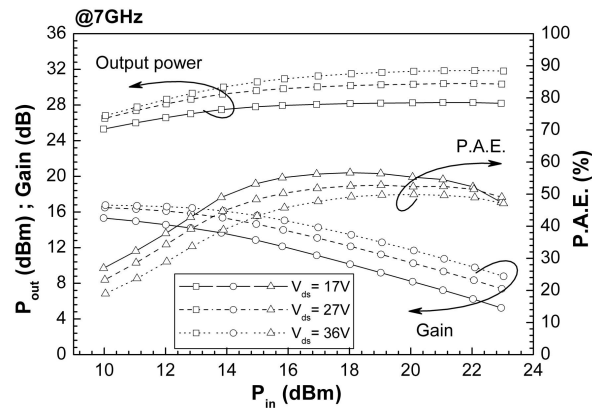 @7GHz
36
32
28
24
20
16
12
8
4
0
P_out (dBm) ; Gain (dB)
Output power
P.A.E.
Gain
V_ds = 17V
V_ds = 27V
V_ds = 36V
100
90
80
70
60
50
40
30
20
10
0
P.A.E. (%)
10 12 14 16 18 20 22 24
P_in (dBm)